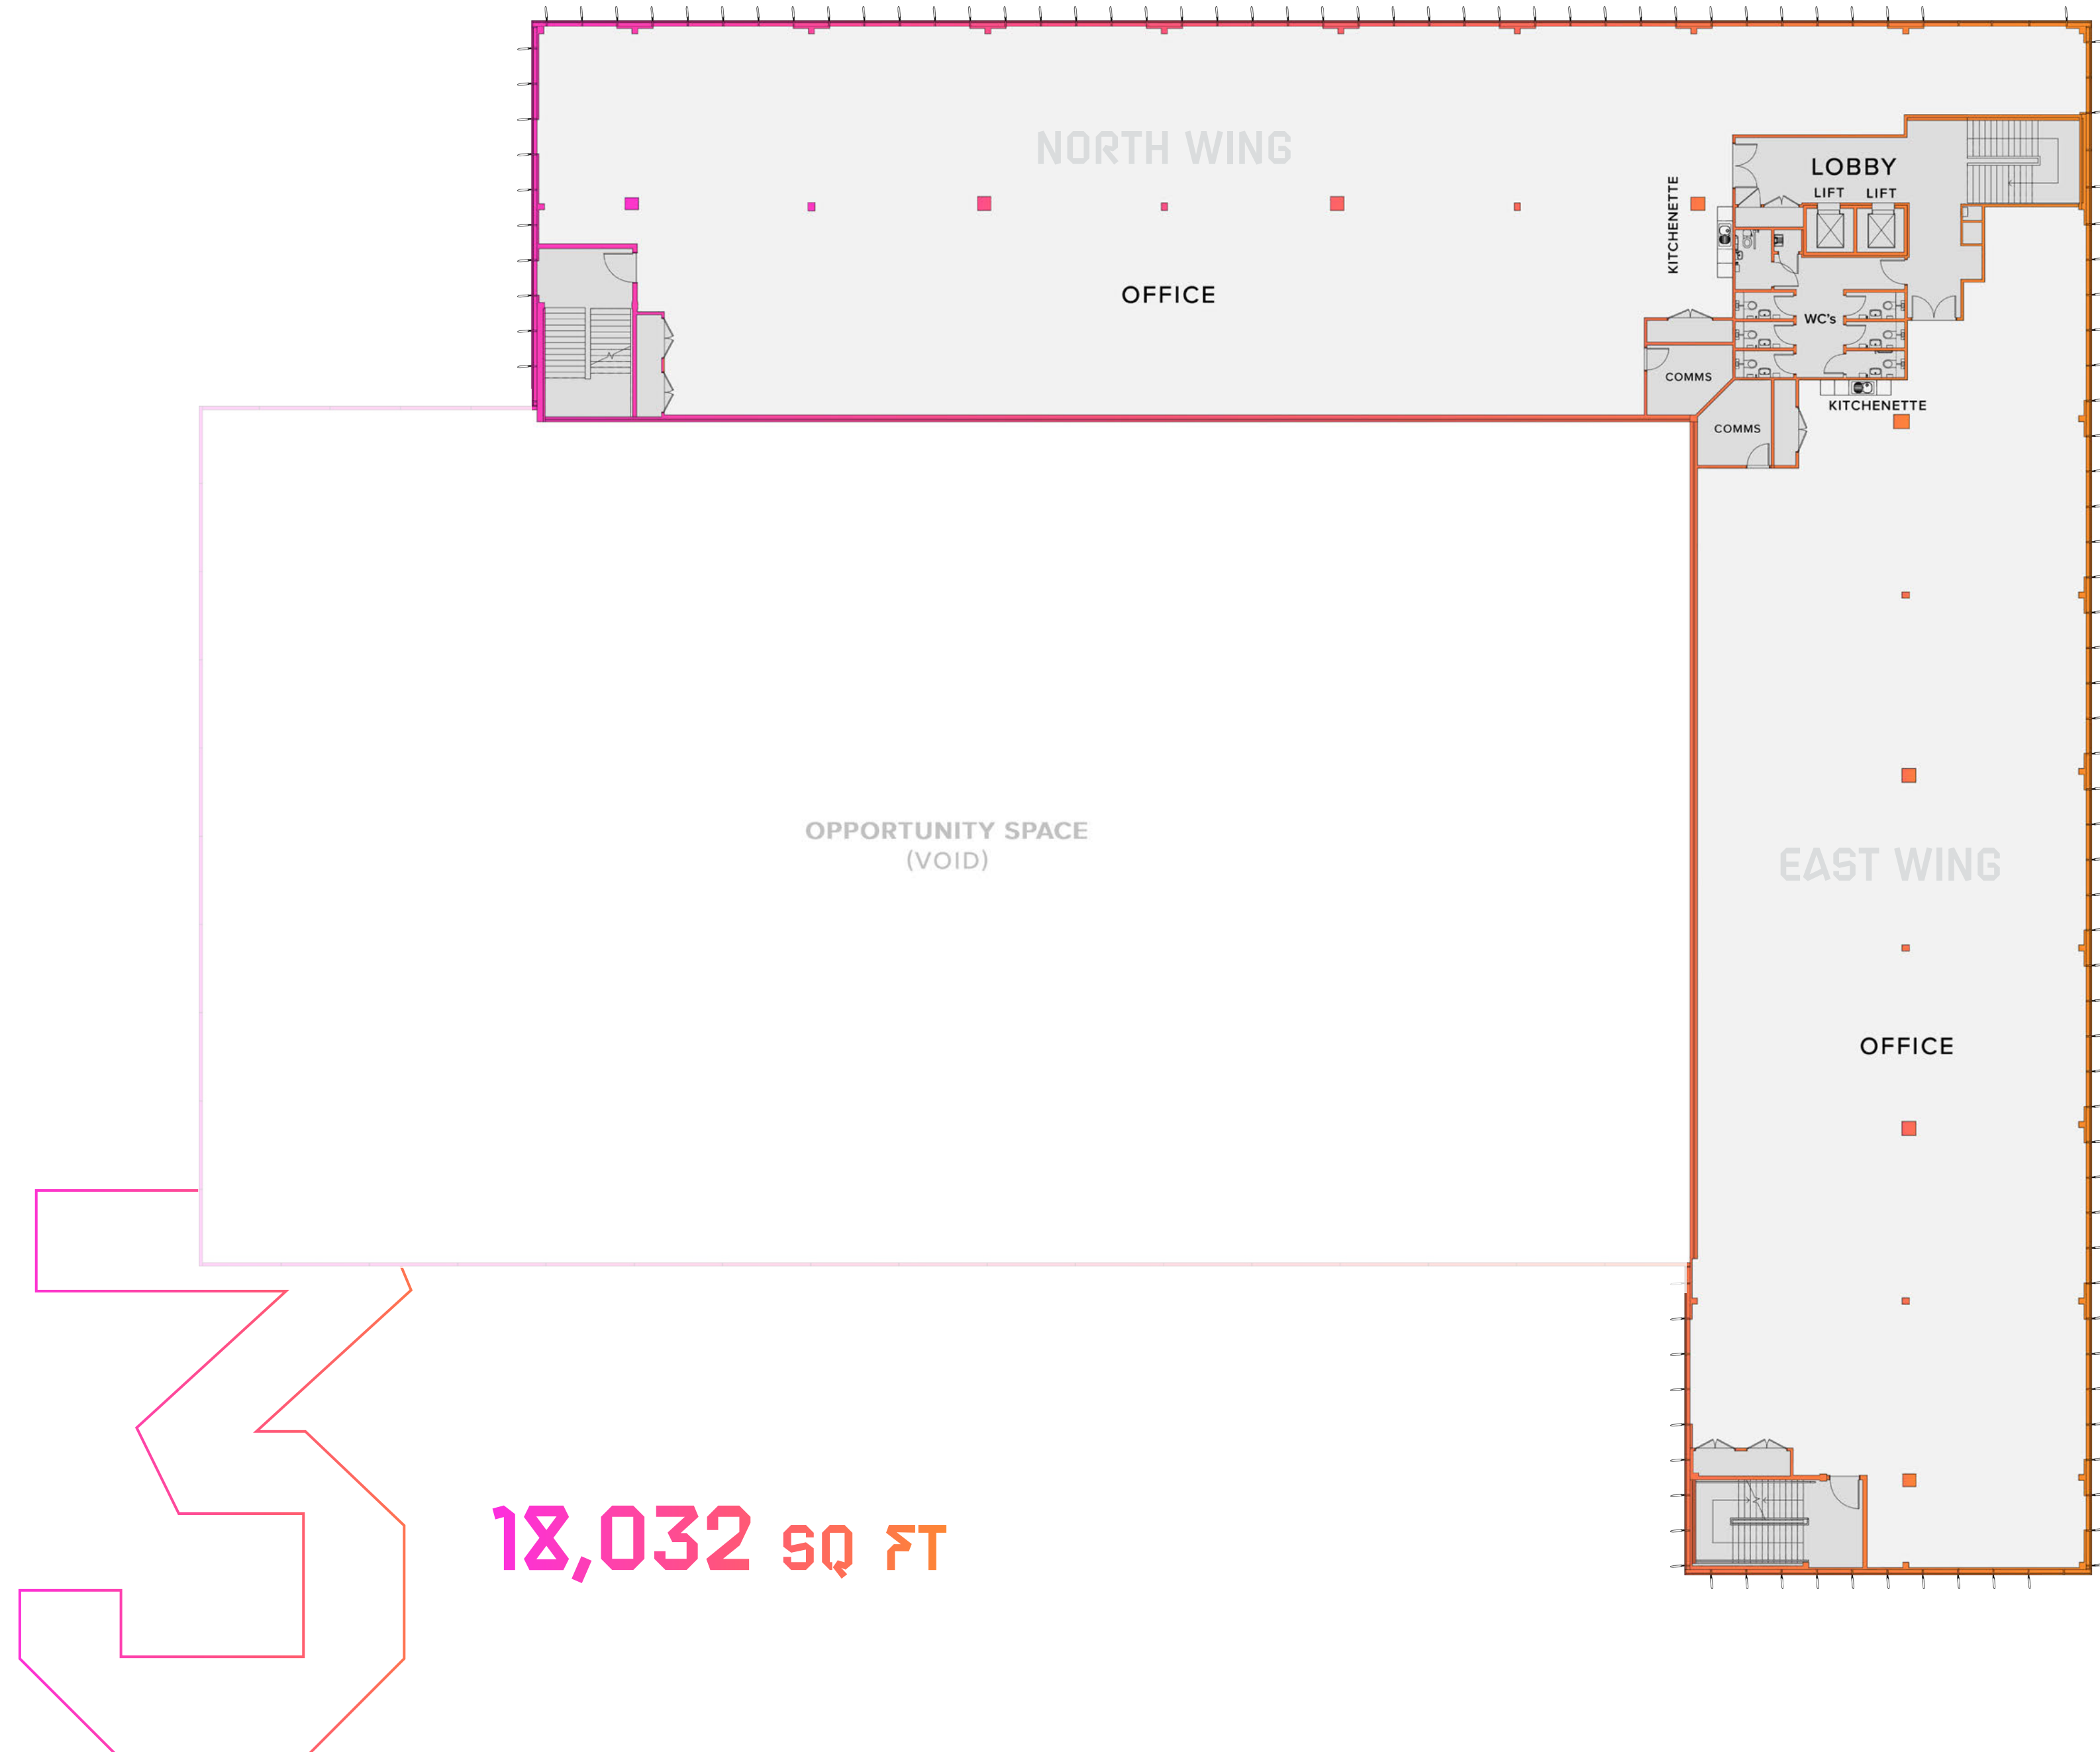 NORTH WING
LOBBY
LIFT LIFT
KITCHENETTE
OFFICE
WC's
COMMS
KITCHENETTE
COMMS
OPPORTUNITY SPACE
(VOID)
EAST WING
OFFICE
3
18,032 SQ FT